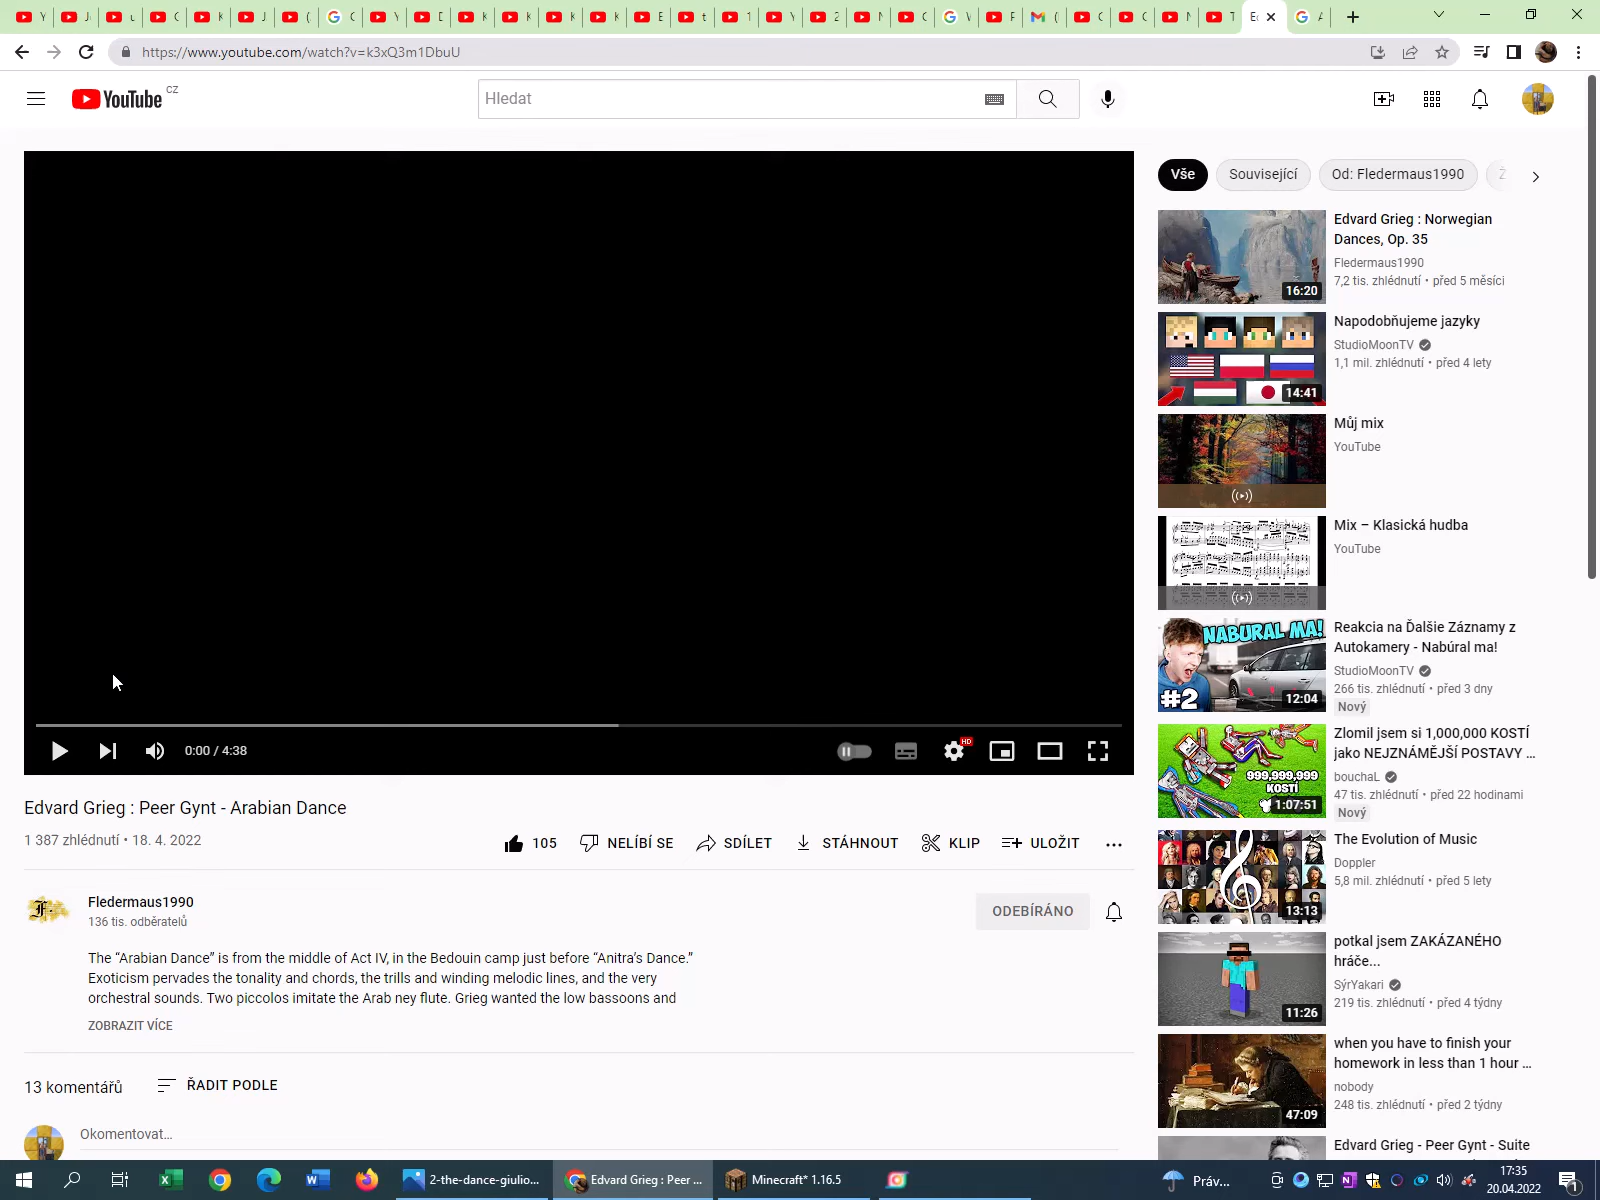 https://www.youtube.com/watch?v=k3xQ3m1DbuU
YouTube CZ
Hledat
Vše
Související
Od: Fledermaus1990
Edvard Grieg : Norwegian
Dances, Op. 35
Fledermaus1990
7,2 tis. zhlédnutí • před 5 měsíci
16:20
Napodobňujeme jazyky
StudioMoonTV
1,1 mil. zhlédnutí • před 4 lety
14:41
Můj mix
YouTube
Mix – Klasická hudba
YouTube
NABURAL MA!
#2
12:04
Reakcia na Ďalšie Záznamy z
Autokamery - Nabúral ma!
StudioMoonTV
266 tis. zhlédnutí • před 3 dny
Nový
999,999,999
KOSTÍ
1:07:51
Zlomil jsem si 1,000,000 KOSTÍ
jako NEJZNÁMĚJŠÍ POSTAVY ...
bouchaL
47 tis. zhlédnutí • před 22 hodinami
Nový
13:13
The Evolution of Music
Doppler
5,8 mil. zhlédnutí • před 5 lety
11:26
potkal jsem ZAKÁZANÉHO
hráče...
SýrYakari
219 tis. zhlédnutí • před 4 týdny
47:09
when you have to finish your
homework in less than 1 hour ...
nobody
248 tis. zhlédnutí • před 2 týdny
Edvard Grieg - Peer Gynt - Suite
0:00 / 4:38
HD
Edvard Grieg : Peer Gynt - Arabian Dance
1 387 zhlédnutí • 18. 4. 2022
105
NELÍBÍ SE
SDÍLET
STÁHNOUT
KLIP
ULOŽIT
Fledermaus1990
136 tis. odběratelů
ODEBÍRÁNO
The “Arabian Dance” is from the middle of Act IV, in the Bedouin camp just before “Anitra’s Dance.”
Exoticism pervades the tonality and chords, the trills and winding melodic lines, and the very
orchestral sounds. Two piccolos imitate the Arab ney flute. Grieg wanted the low bassoons and
ZOBRAZIT VÍCE
13 komentářů
ŘADIT PODLE
Okomentovat...
2-the-dance-giulio...
Edvard Grieg : Peer ...
Minecraft* 1.16.5
Práv...
17:35
20.04.2022
1